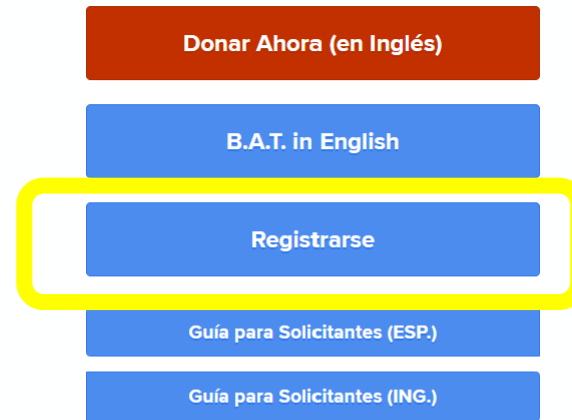 Donar Ahora (en Inglés)
B.A.T. in English
Registrarse
Guía para Solicitantes (ESP.)
Guía para Solicitantes (ING.)